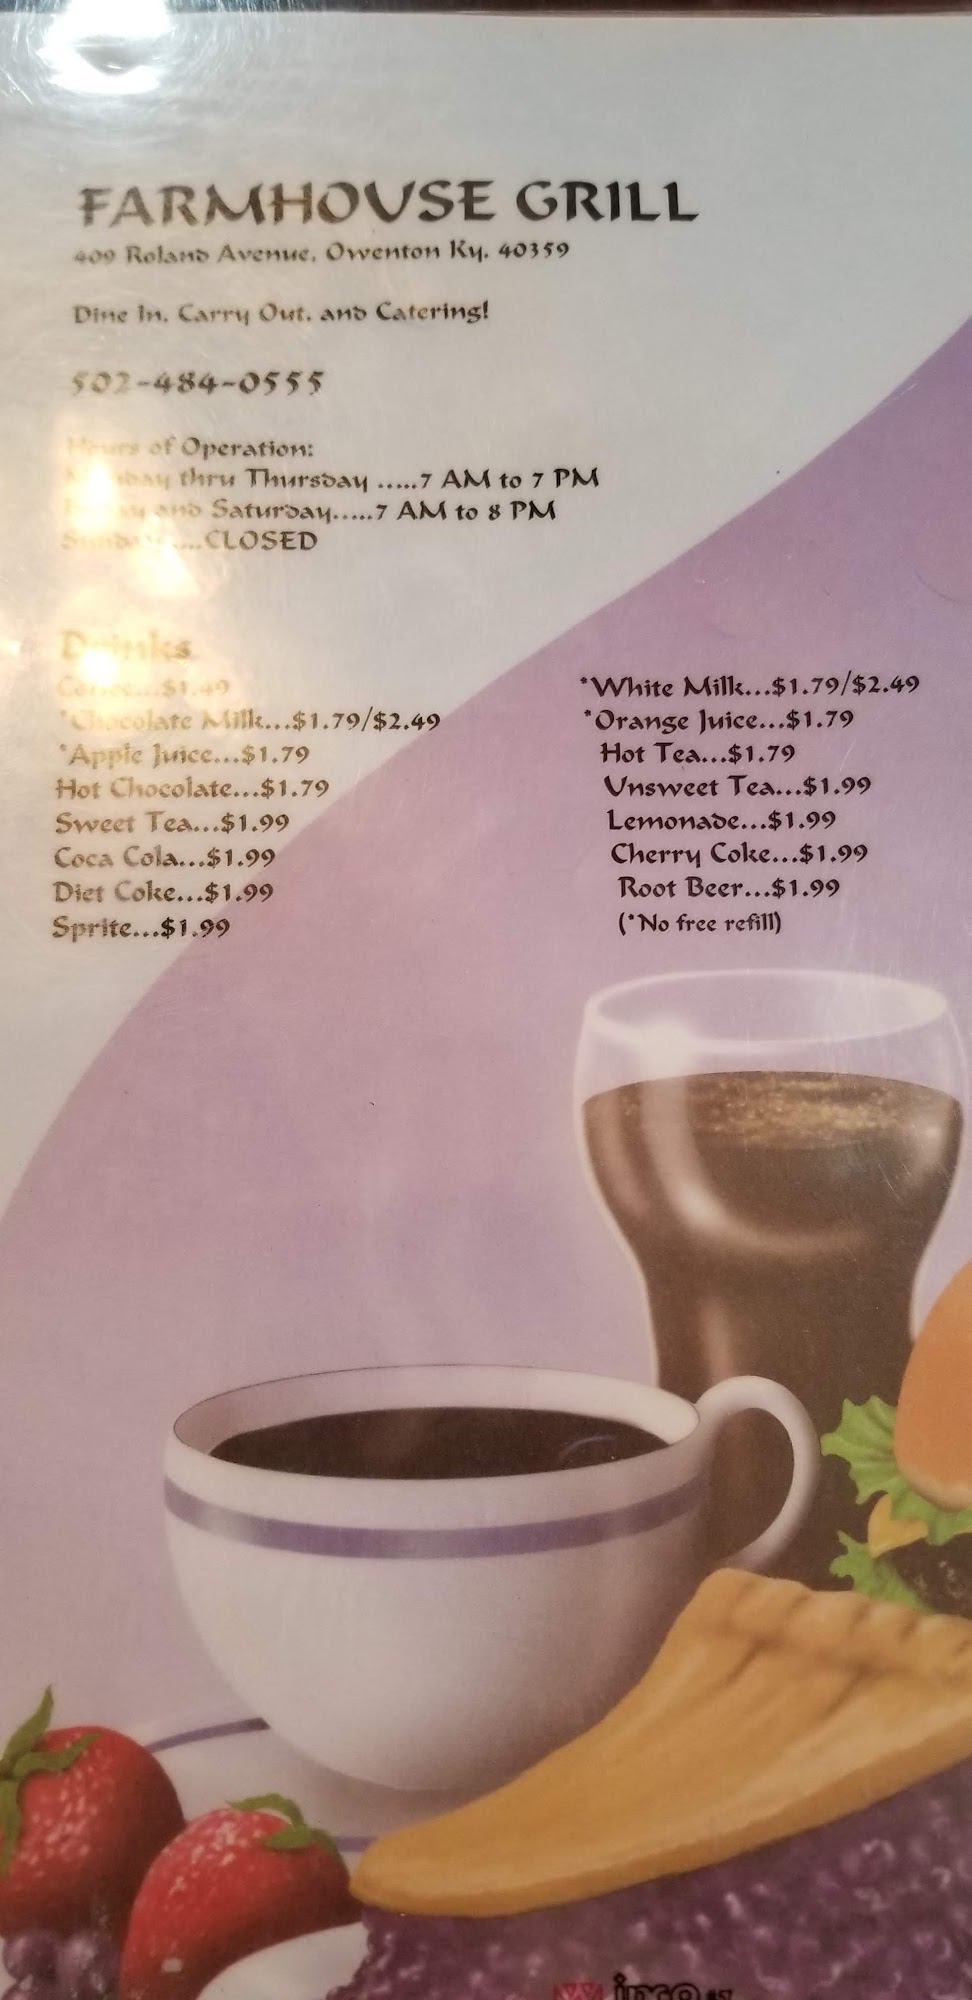 FARMHOUSE GRILL
409 Roland Avenue, Owenton Ky. 40359
Dine In, Carry Out, and Catering!
502-484-0555
Hours of Operation:
Monday thru Thursday .....7 AM to 7 PM
Friday and Saturday.....7 AM to 8 PM
Sunday.....CLOSED
Drinks
Coffee...$1.49
*Chocolate Milk...$1.79/$2.49
*Apple Juice...$1.79
Hot Chocolate...$1.79
Sweet Tea...$1.99
Coca Cola...$1.99
Diet Coke...$1.99
Sprite...$1.99
*White Milk...$1.79/$2.49
*Orange Juice...$1.79
Hot Tea...$1.79
Unsweet Tea...$1.99
Lemonade...$1.99
Cherry Coke...$1.99
Root Beer...$1.99
(*No free refill)